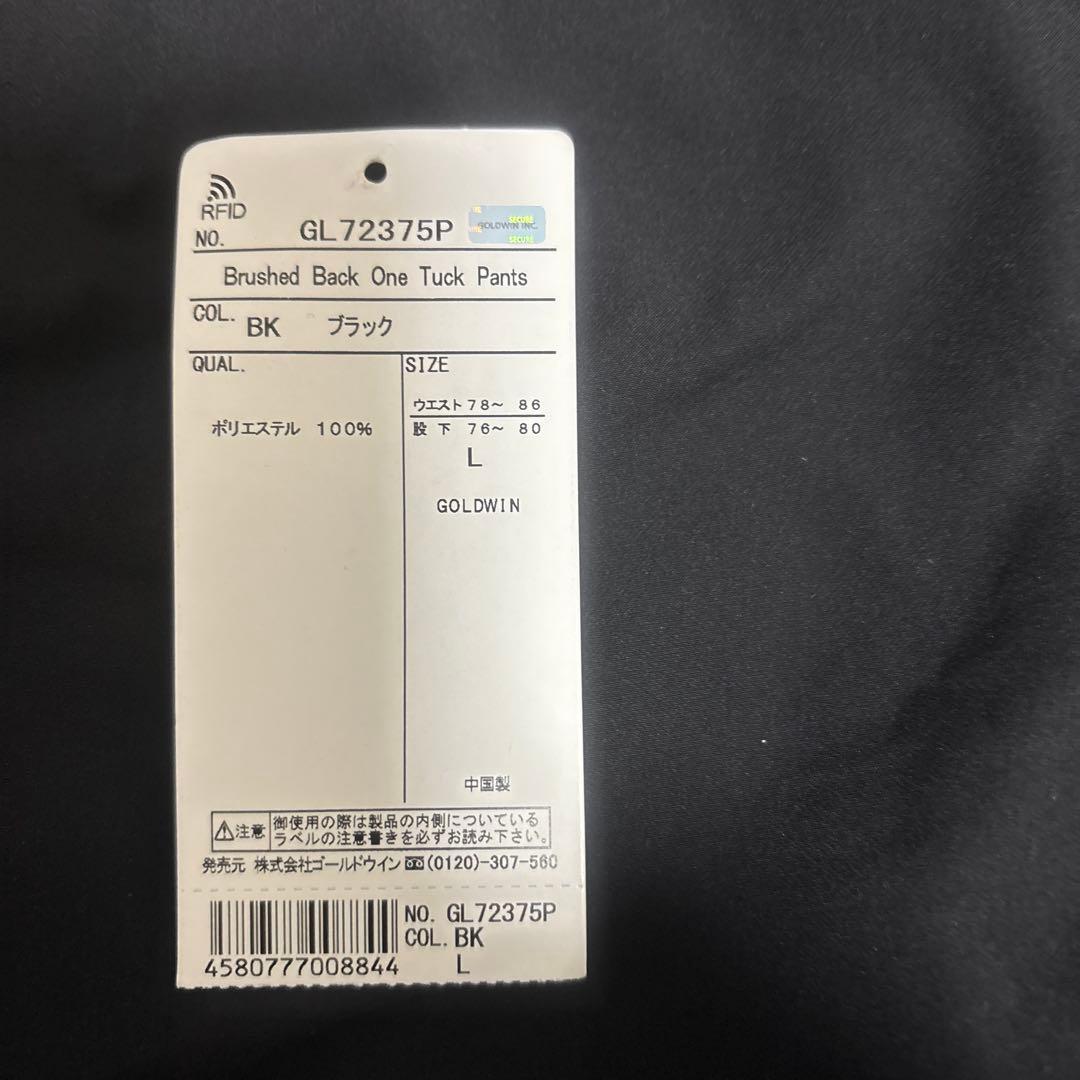 RFID
NO. GL72375P
SECURE
GOLDWIN INC.
SECURE
Brushed Back One Tuck Pants
COL. BK ブラック
QUAL.
ポリエステル 100%
SIZE
ウエスト 78～ 86
股下 76～ 80
L
GOLDWIN
中国製
注意 御使用の際は製品の内側についている
ラベルの注意書きを必ずお読み下さい。
発売元 株式会社ゴールドウイン (0120)-307-560
NO. GL72375P
COL. BK
4580777008844 L